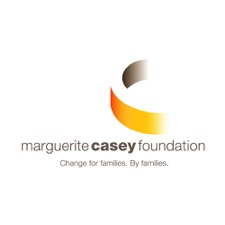 marguerite casey foundation
Change for families. By families.